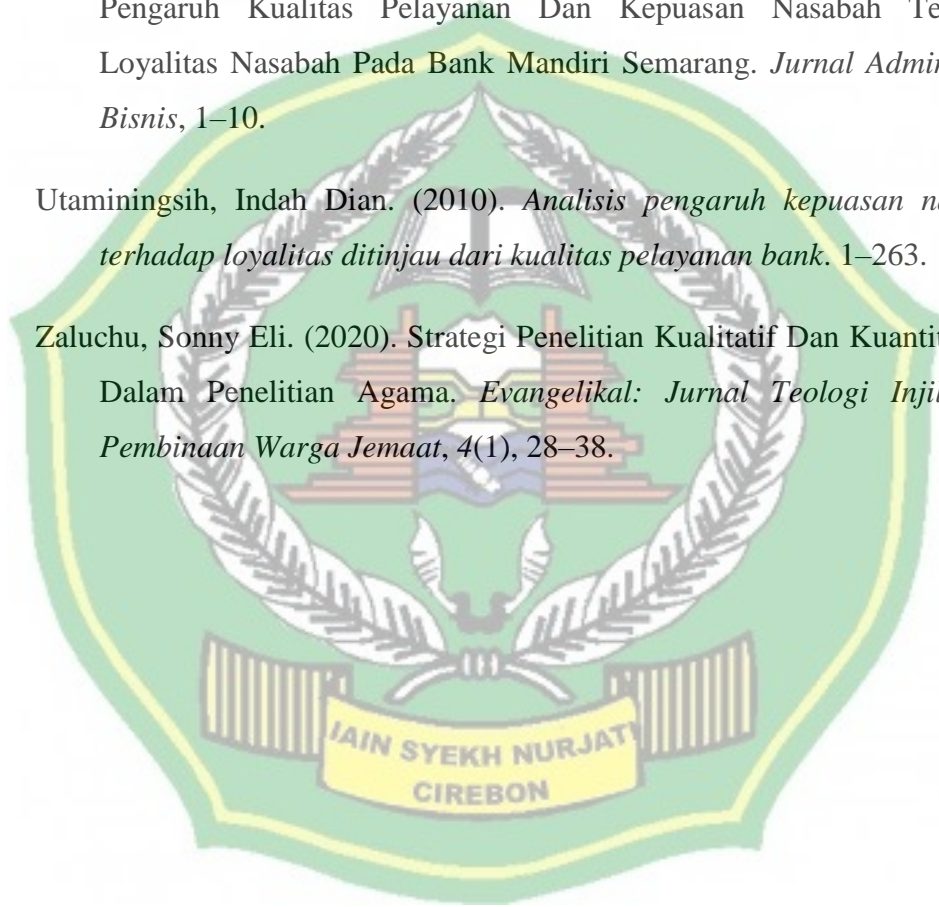 Pengaruh Kualitas Pelayanan Dan Kepuasan Nasabah Te
Loyalitas Nasabah Pada Bank Mandiri Semarang. Jurnal Admin
Bisnis, 1–10.
Utaminingsih, Indah Dian. (2010). Analisis pengaruh kepuasan na
terhadap loyalitas ditinjau dari kualitas pelayanan bank. 1–263.
Zaluchu, Sonny Eli. (2020). Strategi Penelitian Kualitatif Dan Kuantit
Dalam Penelitian Agama. Evangelikal: Jurnal Teologi Injil
Pembinaan Warga Jemaat, 4(1), 28–38.
IAIN SYEKH NURJATI
CIREBON